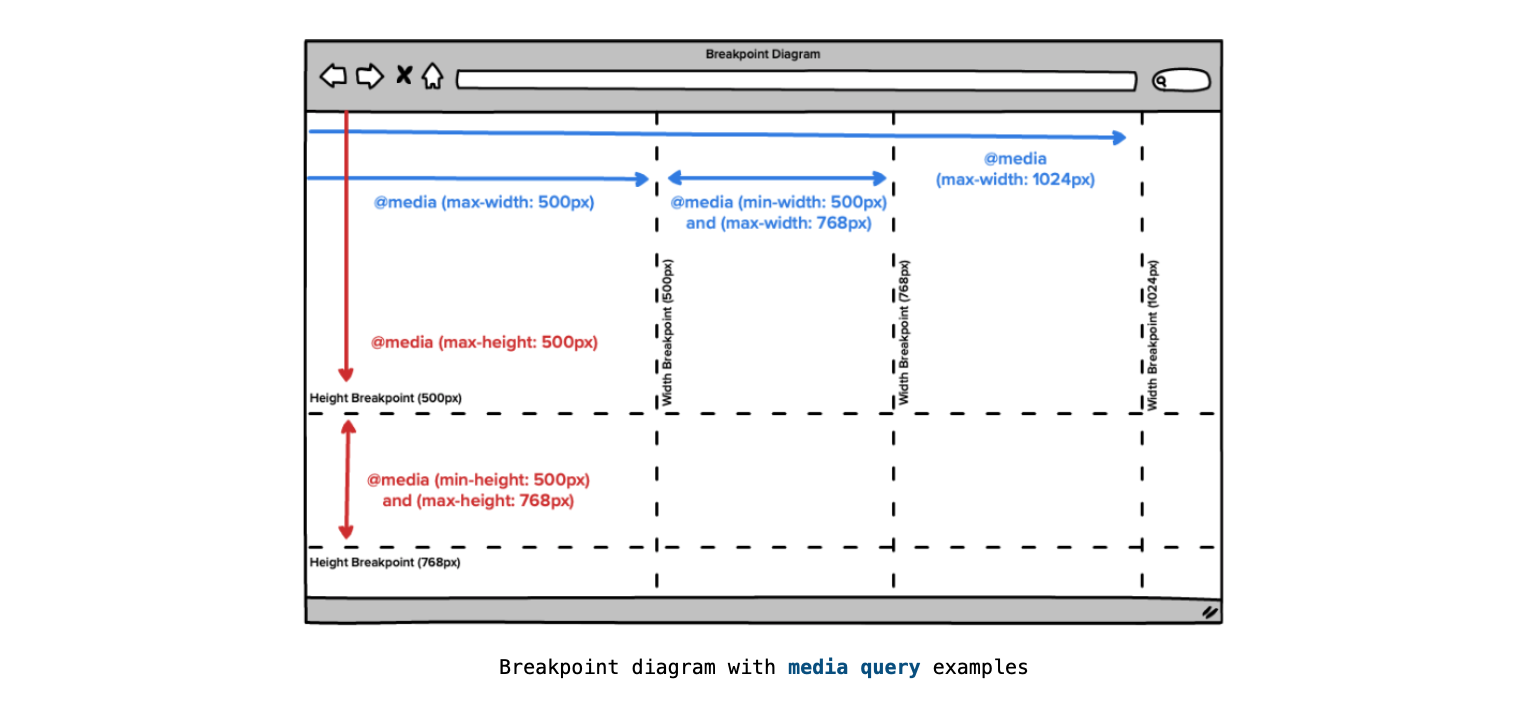 Breakpoint Diagram
@media
(max-width: 1024px)
@media (max-width: 500px)
@media (min-width: 500px)
and (max-width: 768px)
Width Breakpoint (500px)
Width Breakpoint (768px)
Width Breakpoint (1024px)
@media (max-height: 500px)
Height Breakpoint (500px)
@media (min-height: 500px)
and (max-height: 768px)
Height Breakpoint (768px)
Breakpoint diagram with media query examples